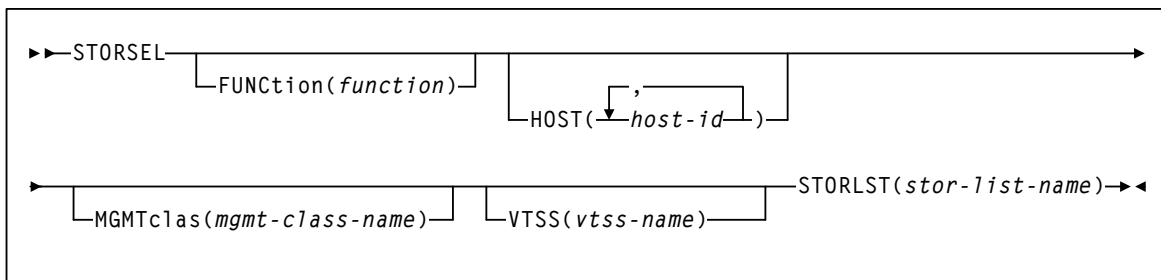 STORSEL
FUNCtion(function)
,
HOST( host-id )
STORLST(stor-list-name)
MGMTclas(mgmt-class-name)
VTSS(vtss-name)